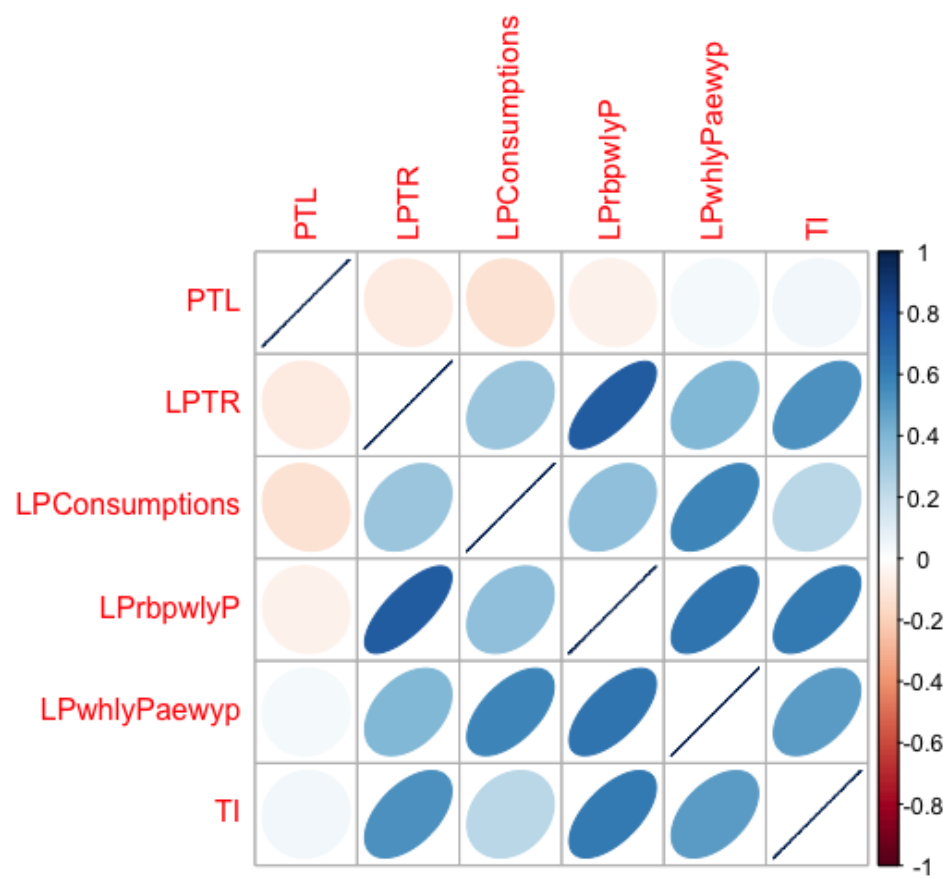 PTL
LPTR
LPConsumptions
LPrbpwlyP
LPwhlyPaewyp
TI
PTL
LPTR
LPConsumptions
LPrbpwlyP
LPwhlyPaewyp
TI
1
0.8
0.6
0.4
0.2
0
-0.2
-0.4
-0.6
-0.8
-1